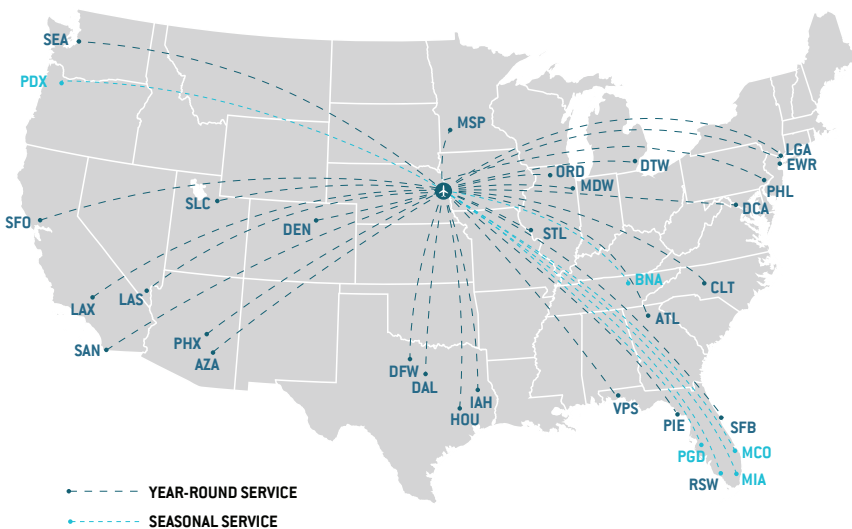 SEA
PDX
MSP
LGA
EWR
ORD
DTW
MDW
PHL
SLC
DCA
SFO
DEN
STL
BNA
CLT
LAX
LAS
ATL
SAN
PHX
AZA
DFW
DAL
IAH
HOU
VPS
PIE
SFB
PGD
MCO
RSW
MIA
YEAR-ROUND SERVICE
SEASONAL SERVICE